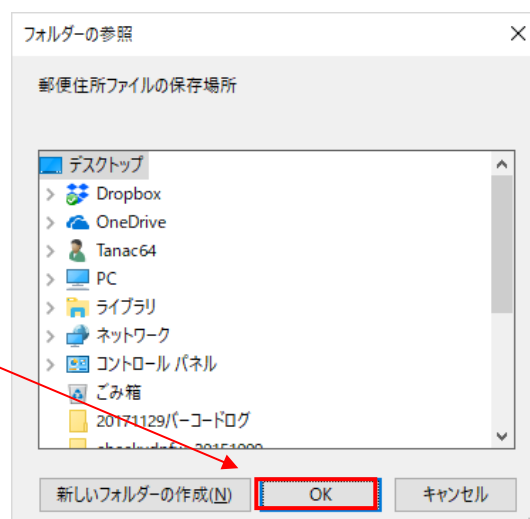 フォルダーの参照
郵便住所ファイルの保存場所
デスクトップ
Dropbox
OneDrive
Tanac64
PC
ライブラリ
ネットワーク
コントロール パネル
ごみ箱
20171129バーコードログ
新しいフォルダーの作成(N)
OK
キャンセル